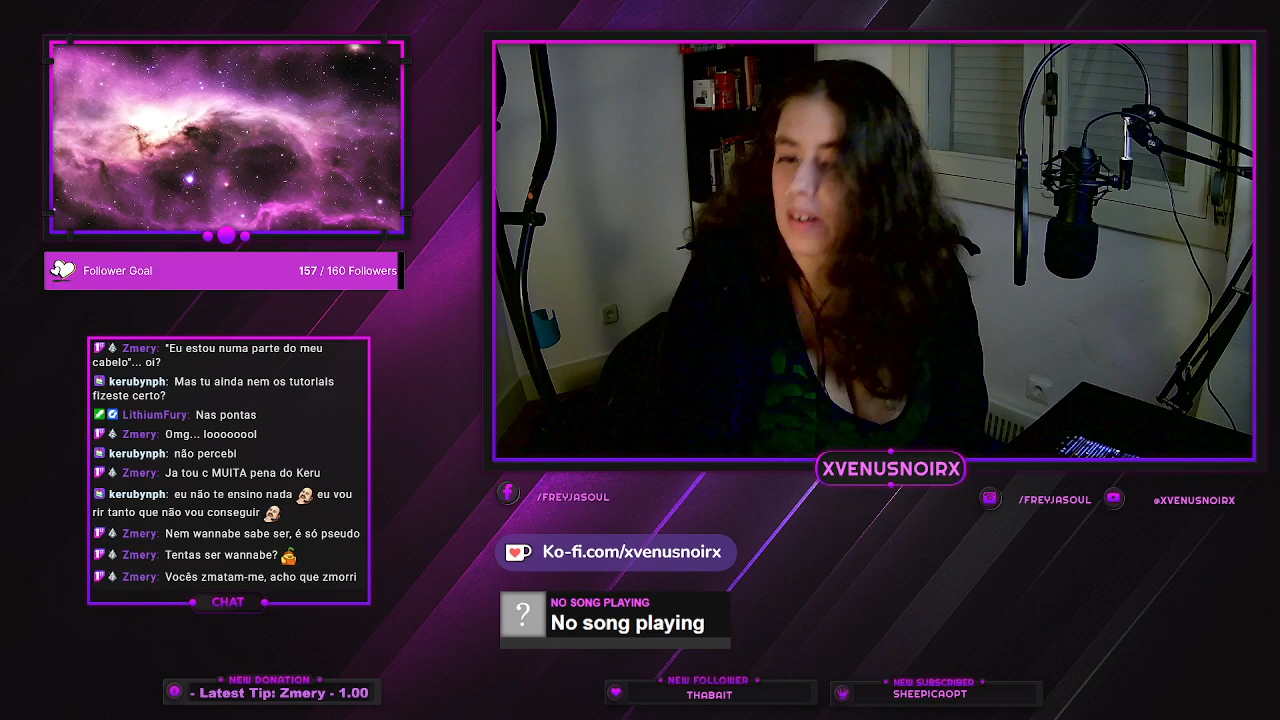 Follower Goal
157 / 160 Followers
Zmery: "Eu estou numa parte do meu
cabelo"... oi?
kerubynph: Mas tu ainda nem os tutoriais
fizeste certo?
LithiumFury: Nas pontas
Zmery: Omg... looooool
kerubynph: não percebi
Zmery: Ja tou c MUITA pena do Keru
kerubynph: eu não te ensino nada eu vou
rir tanto que não vou conseguir
Zmery: Nem wannabe sabe ser, é só pseudo
Zmery: Tentas ser wannabe?
Zmery: Vocês zmatam-me, acho que zmorri
CHAT
XVENUSNOIRX
/FREYJASOUL
/FREYJASOUL
@XVENUSNOIRX
Ko-fi.com/xvenusnoirx
?
NO SONG PLAYING
No song playing
NEW DONATION
- Latest Tip: Zmery - 1.00
NEW FOLLOWER
THABAIT
NEW SUBSCRIBER
SHEEPICAOPT